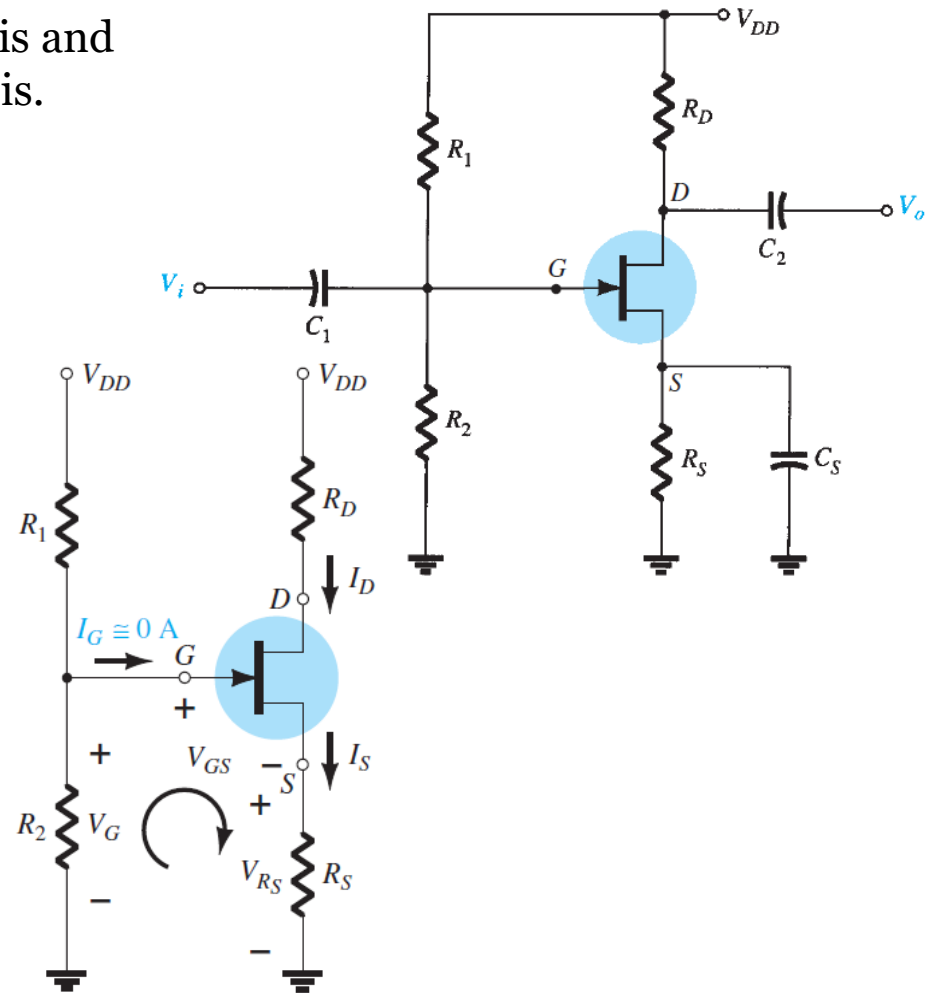 is and
is.
V_DD
R_D
R_1
D
V_o
C_2
G
V_i
C_1
S
R_2
R_S
C_S
V_DD
V_DD
R_D
R_1
I_D
D
I_G ≅ 0 A
G
+
+
V_GS
−
S
I_S
+
R_2
V_G
V_RS
R_S
−
−